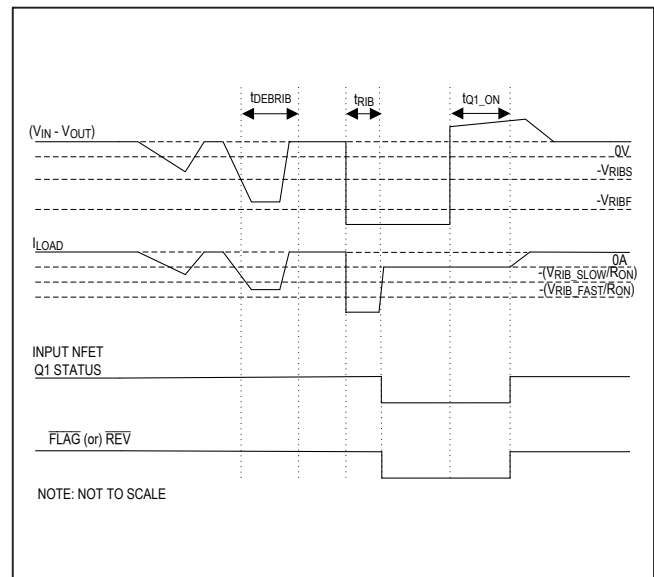 tDEBRIB tRIB tQ1_ON
(VIN - VOUT)
0V
-VRIBS
-VRIBF
ILOAD
0A
-(VRIB_SLOW/RON)
-(VRIB_FAST/RON)
INPUT NFET
Q1 STATUS
FLAG (or) REV
NOTE: NOT TO SCALE